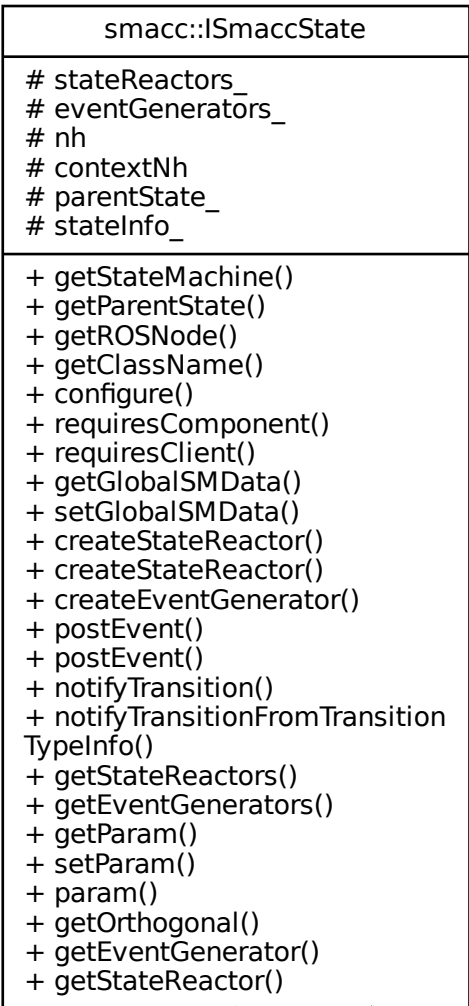 smacc::ISmaccState
# stateReactors_
# eventGenerators_
# nh
# contextNh
# parentState_
# stateInfo_
+ getStateMachine()
+ getParentState()
+ getROSNode()
+ getClassName()
+ configure()
+ requiresComponent()
+ requiresClient()
+ getGlobalSMData()
+ setGlobalSMData()
+ createStateReactor()
+ createStateReactor()
+ createEventGenerator()
+ postEvent()
+ postEvent()
+ notifyTransition()
+ notifyTransitionFromTransition
TypeInfo()
+ getStateReactors()
+ getEventGenerators()
+ getParam()
+ setParam()
+ param()
+ getOrthogonal()
+ getEventGenerator()
+ getStateReactor()